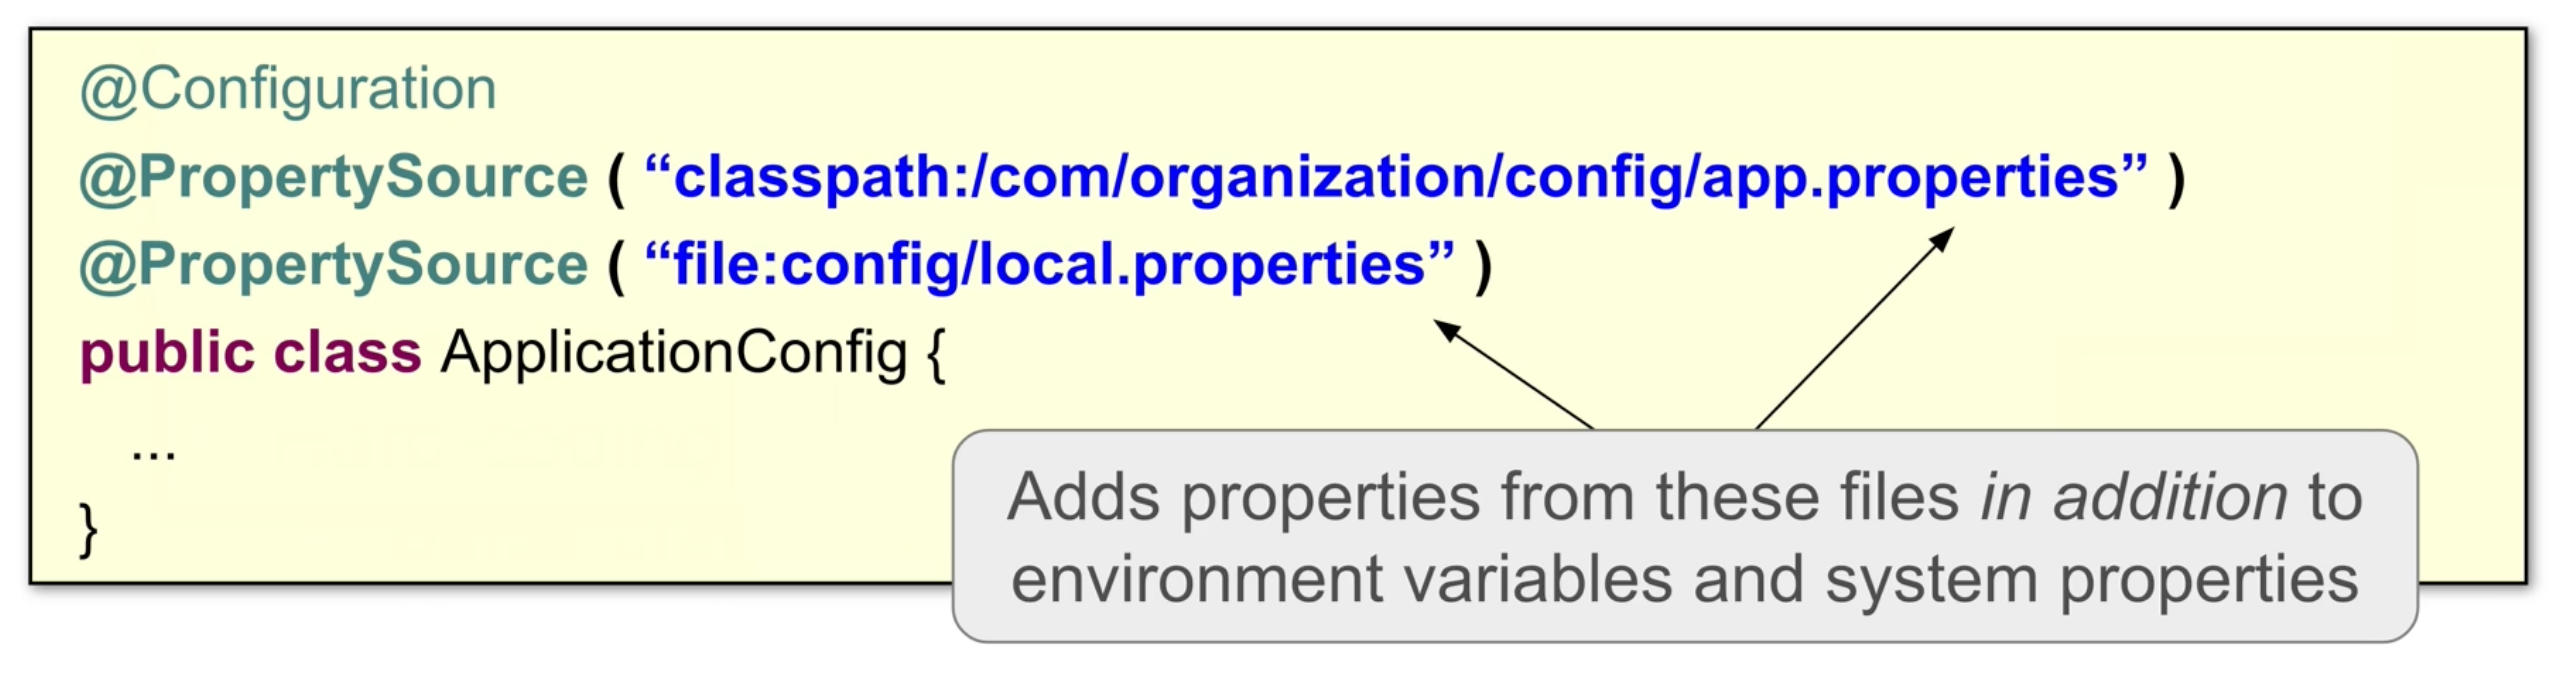 @Configuration
@PropertySource ( “classpath:/com/organization/config/app.properties” )
@PropertySource ( “file:config/local.properties” )
public class ApplicationConfig {
...
}
Adds properties from these files in addition to
environment variables and system properties